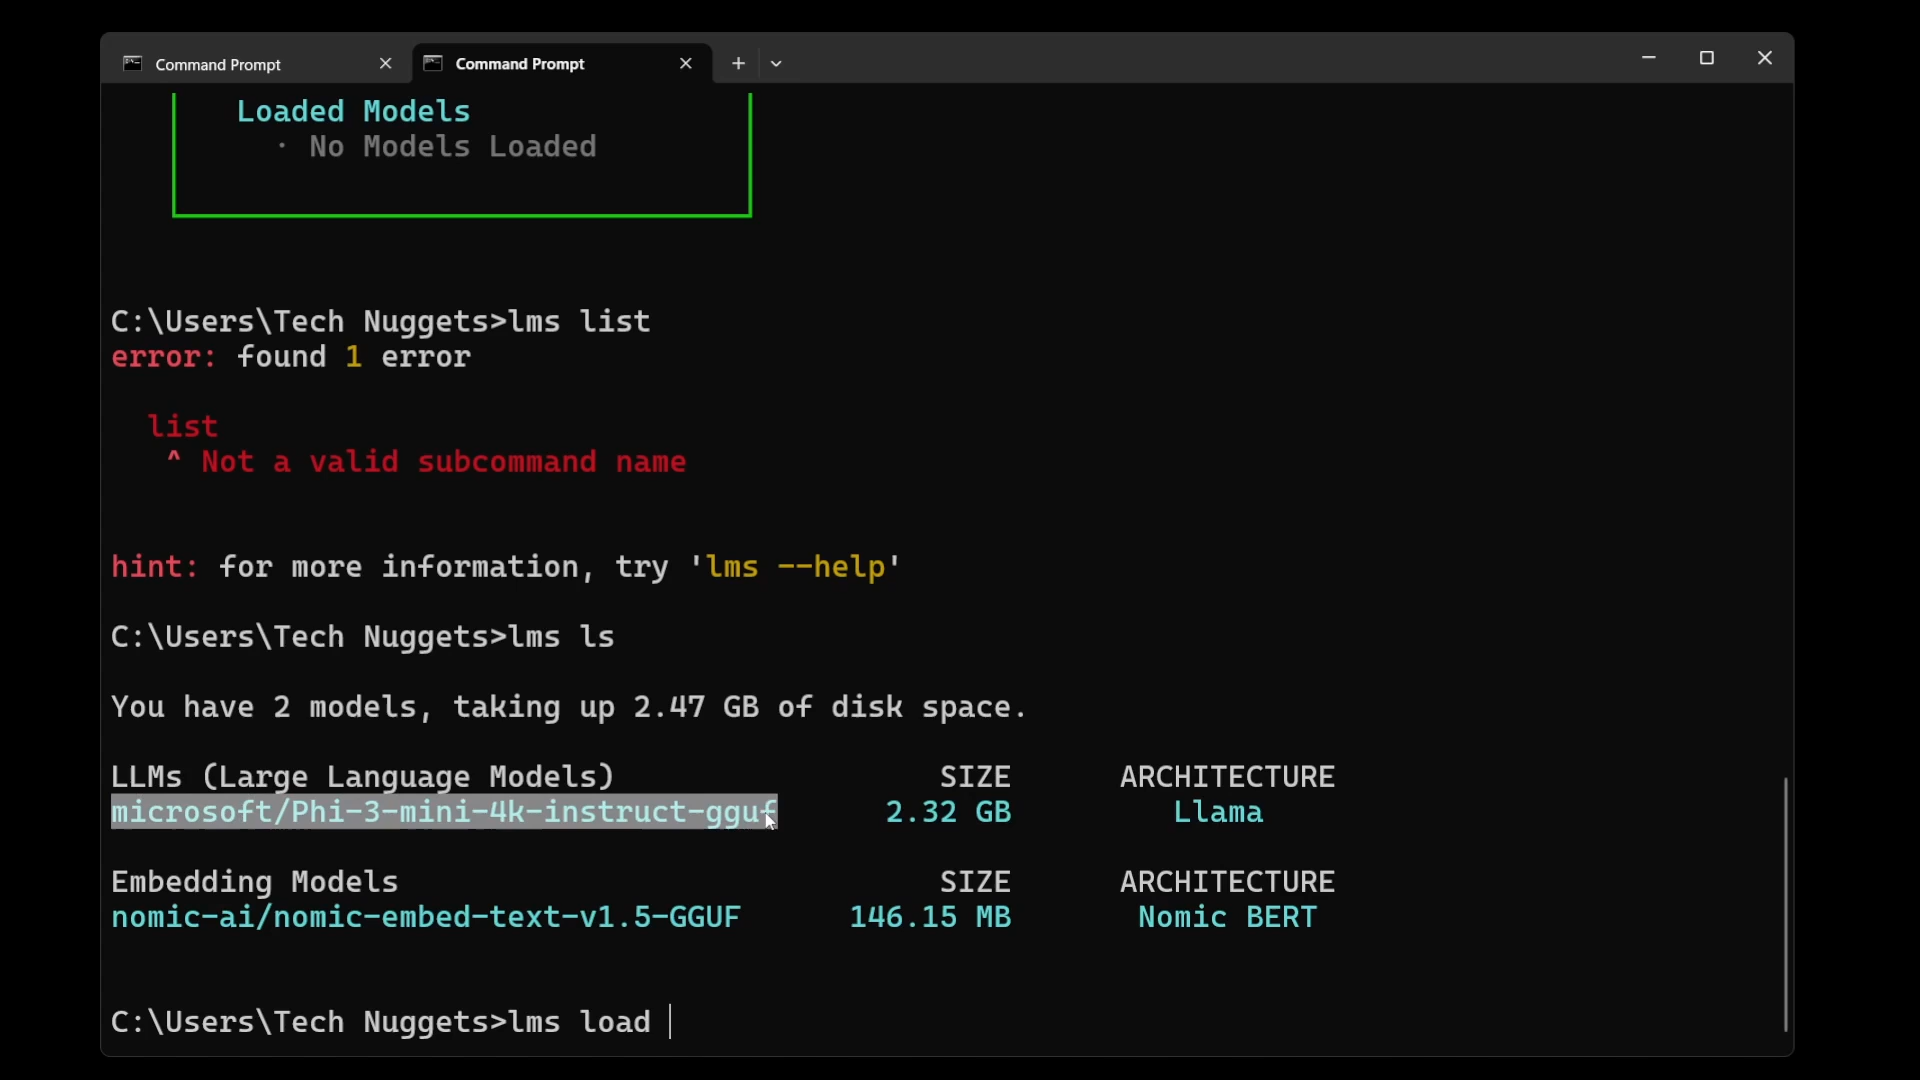 Command Prompt
Command Prompt
Loaded Models
· No Models Loaded
C:\Users\Tech Nuggets>lms list
error: found 1 error
list
^ Not a valid subcommand name
hint: for more information, try 'lms --help'
C:\Users\Tech Nuggets>lms ls
You have 2 models, taking up 2.47 GB of disk space.
LLMs (Large Language Models) SIZE ARCHITECTURE
microsoft/Phi-3-mini-4k-instruct-gguf 2.32 GB Llama
Embedding Models SIZE ARCHITECTURE
nomic-ai/nomic-embed-text-v1.5-GGUF 146.15 MB Nomic BERT
C:\Users\Tech Nuggets>lms load